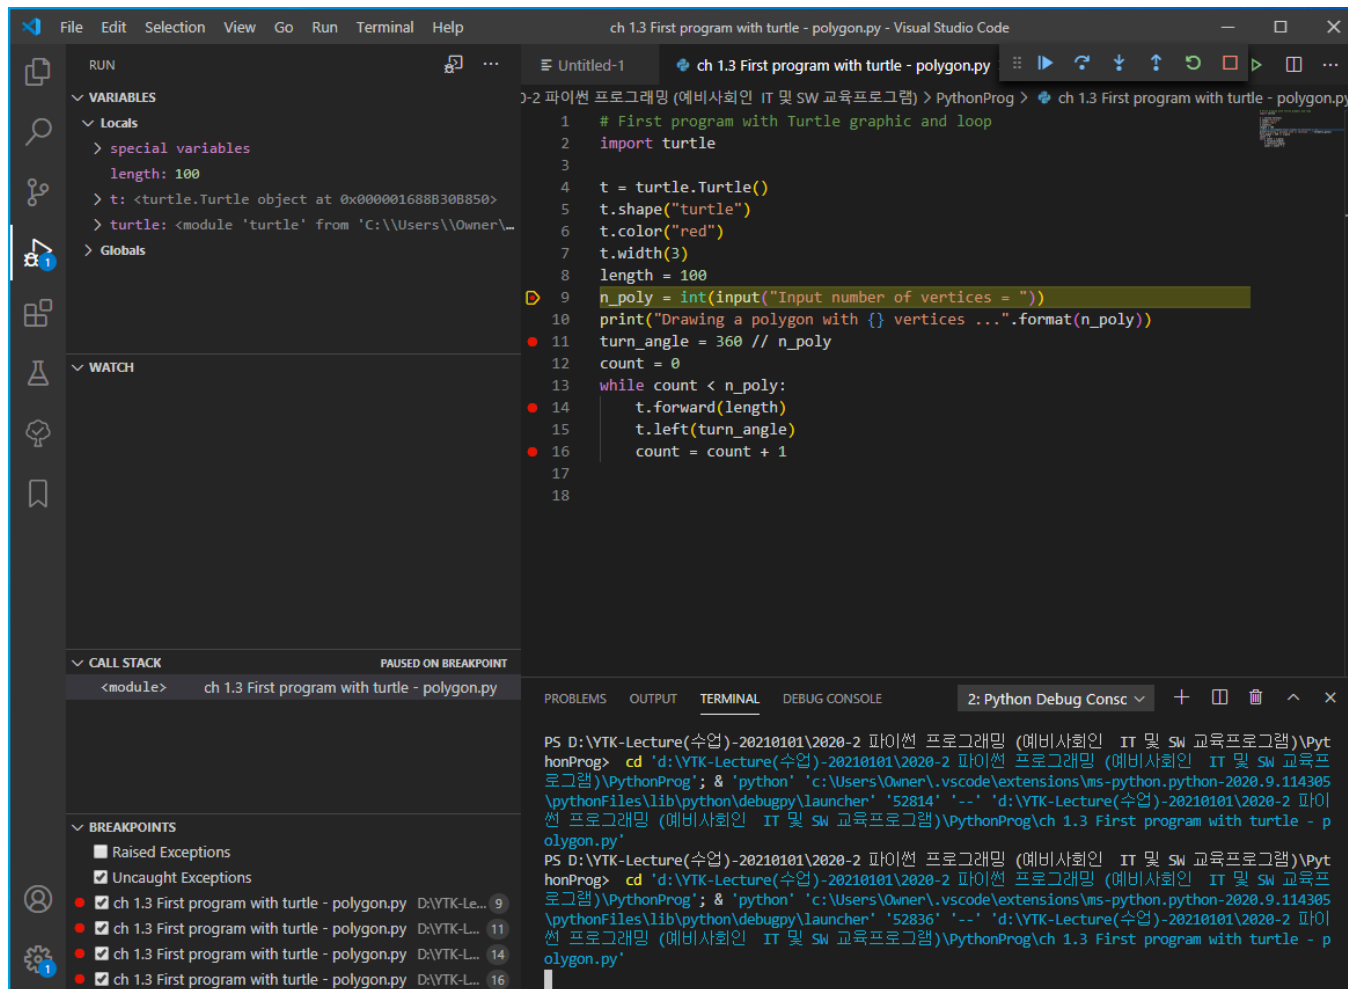 File Edit Selection View Go Run Terminal Help
ch 1.3 First program with turtle - polygon.py - Visual Studio Code
RUN
VARIABLES
Locals
special variables
length: 100
t: <turtle.Turtle object at 0x000001688B30B850>
turtle: <module 'turtle' from 'C:\\Users\\Owner\…
Globals
WATCH
CALL STACK
PAUSED ON BREAKPOINT
<module> ch 1.3 First program with turtle - polygon.py
BREAKPOINTS
Raised Exceptions
Uncaught Exceptions
ch 1.3 First program with turtle - polygon.py D:\YTK-Le... 9
ch 1.3 First program with turtle - polygon.py D:\YTK-L... 11
ch 1.3 First program with turtle - polygon.py D:\YTK-L... 14
ch 1.3 First program with turtle - polygon.py D:\YTK-L... 16
1
1
Untitled-1
ch 1.3 First program with turtle - polygon.py
)-2 파이썬 프로그래밍 (예비사회인 IT 및 SW 교육프로그램) > PythonProg > ch 1.3 First program with turtle - polygon.py
1 # First program with Turtle graphic and loop
2 import turtle
3
4 t = turtle.Turtle()
5 t.shape("turtle")
6 t.color("red")
7 t.width(3)
8 length = 100
9 n_poly = int(input("Input number of vertices = "))
10 print("Drawing a polygon with {} vertices ...".format(n_poly))
11 turn_angle = 360 // n_poly
12 count = 0
13 while count < n_poly:
14 t.forward(length)
15 t.left(turn_angle)
16 count = count + 1
17
18
PROBLEMS OUTPUT TERMINAL DEBUG CONSOLE
2: Python Debug Consc
PS D:\YTK-Lecture(수업)-20210101\2020-2 파이썬 프로그래밍 (예비사회인 IT 및 SW 교육프로그램)\Pyt
honProg> cd 'd:\YTK-Lecture(수업)-20210101\2020-2 파이썬 프로그래밍 (예비사회인 IT 및 SW 교육프
로그램)\PythonProg'; & 'python' 'c:\Users\Owner\.vscode\extensions\ms-python.python-2020.9.114305
\pythonFiles\lib\python\debugpy\launcher' '52814' '--' 'd:\YTK-Lecture(수업)-20210101\2020-2 파이
썬 프로그래밍 (예비사회인 IT 및 SW 교육프로그램)\PythonProg\ch 1.3 First program with turtle - p
olygon.py'
PS D:\YTK-Lecture(수업)-20210101\2020-2 파이썬 프로그래밍 (예비사회인 IT 및 SW 교육프로그램)\Pyt
honProg> cd 'd:\YTK-Lecture(수업)-20210101\2020-2 파이썬 프로그래밍 (예비사회인 IT 및 SW 교육프
로그램)\PythonProg'; & 'python' 'c:\Users\Owner\.vscode\extensions\ms-python.python-2020.9.114305
\pythonFiles\lib\python\debugpy\launcher' '52836' '--' 'd:\YTK-Lecture(수업)-20210101\2020-2 파이
썬 프로그래밍 (예비사회인 IT 및 SW 교육프로그램)\PythonProg\ch 1.3 First program with turtle - p
olygon.py'